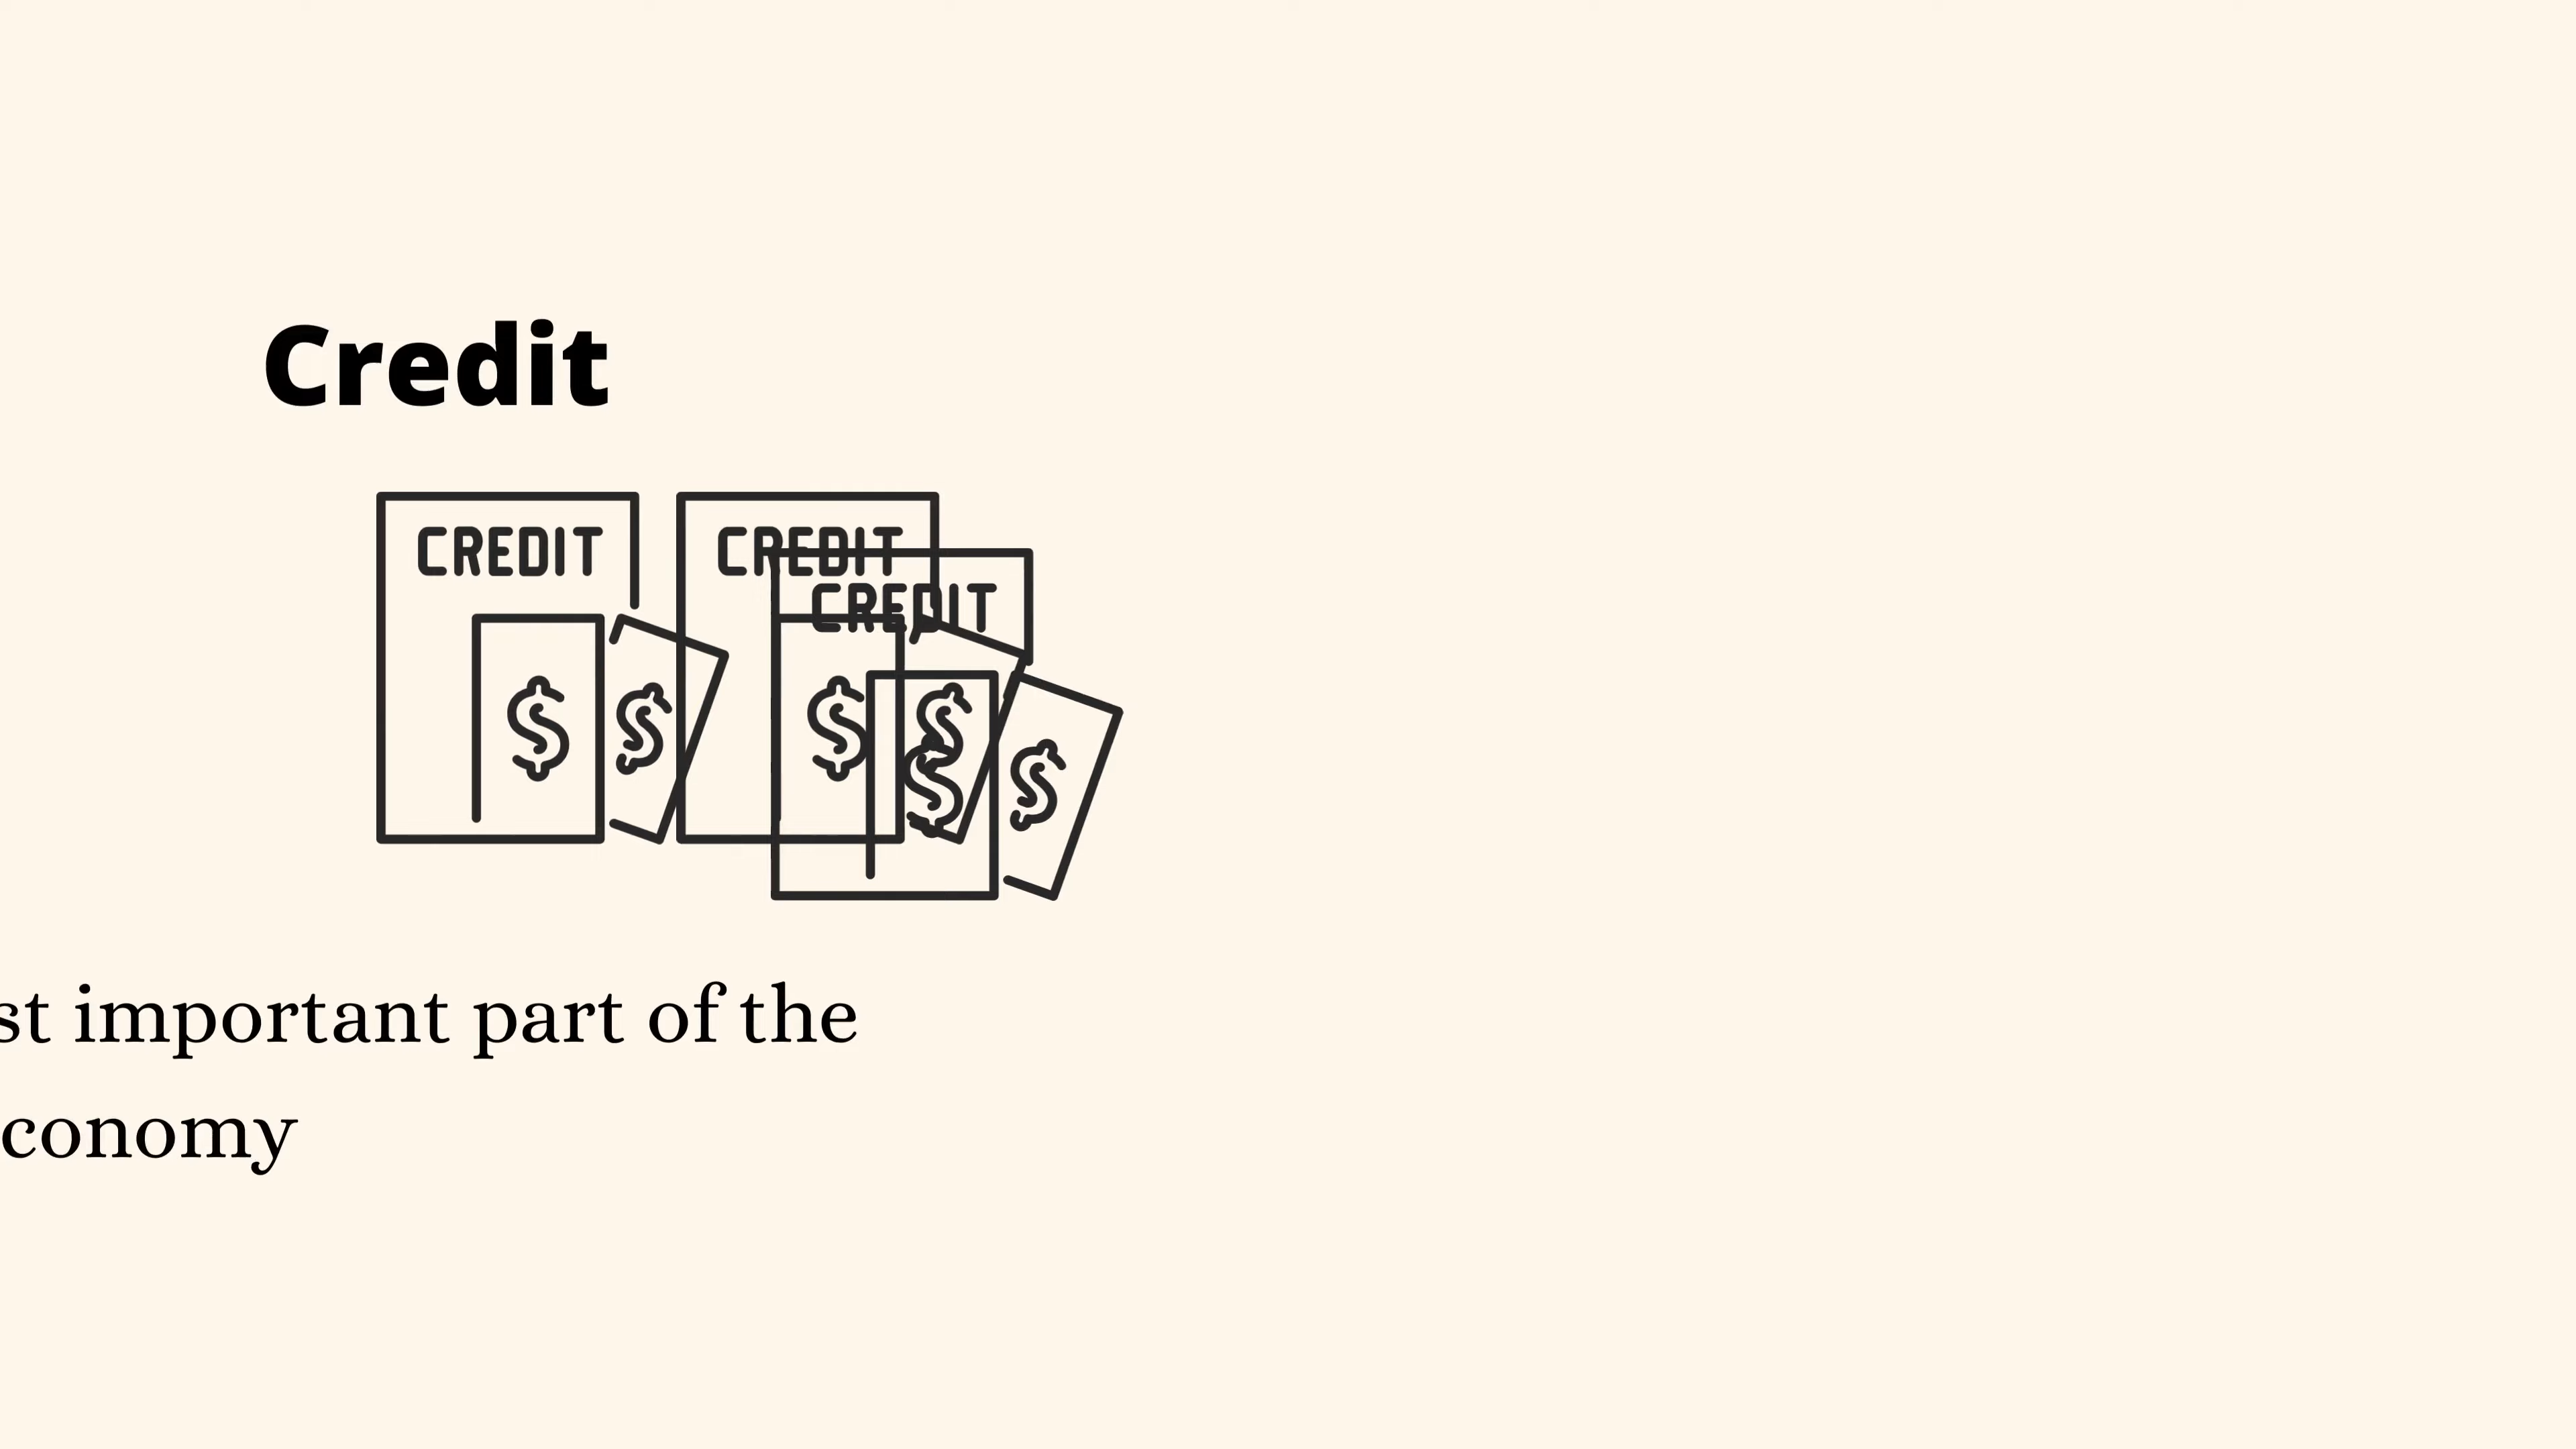 Credit
CREDIT CREDIT
CREDIT
$ $ $ $
$ $
st important part of the
conomy